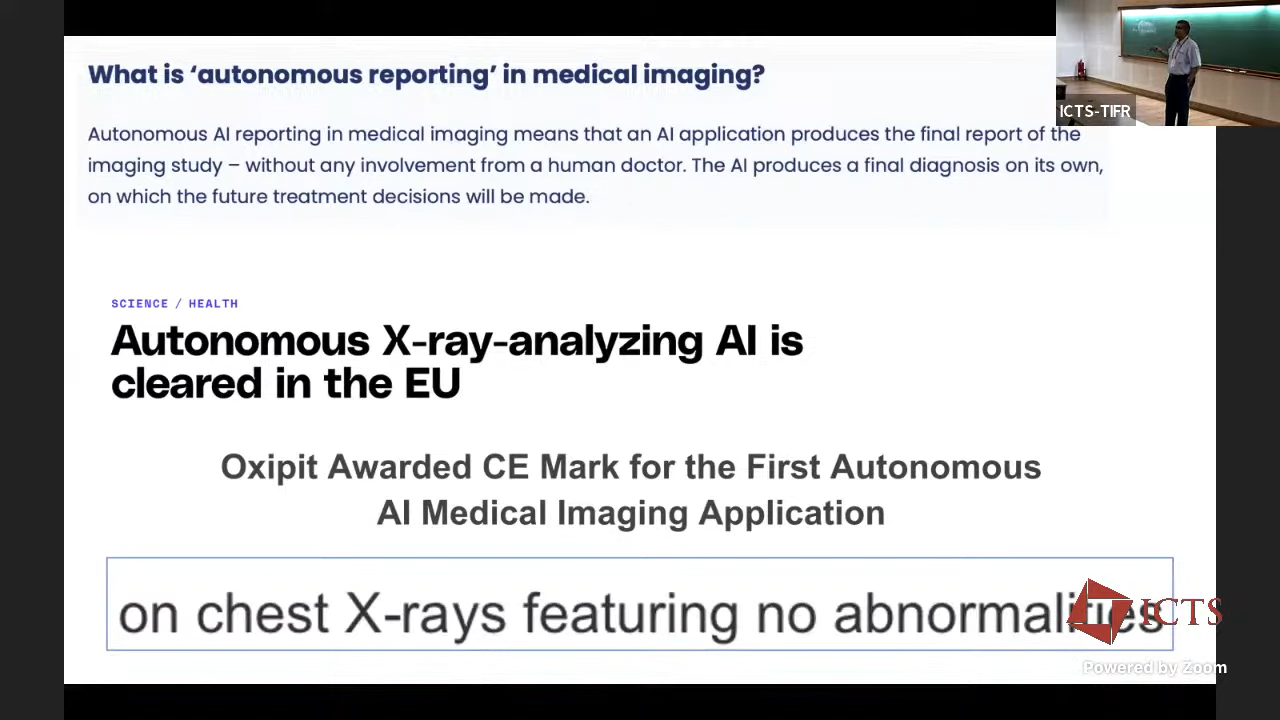 What is ‘autonomous reporting’ in medical imaging?
Autonomous AI reporting in medical imaging means that an AI application produces the final report of the
imaging study – without any involvement from a human doctor. The AI produces a final diagnosis on its own,
on which the future treatment decisions will be made.
SCIENCE / HEALTH
Autonomous X-ray-analyzing AI is
cleared in the EU
Oxipit Awarded CE Mark for the First Autonomous
AI Medical Imaging Application
on chest X-rays featuring no abnormalities
ICTS-TIFR
ICTS
Powered by Zoom